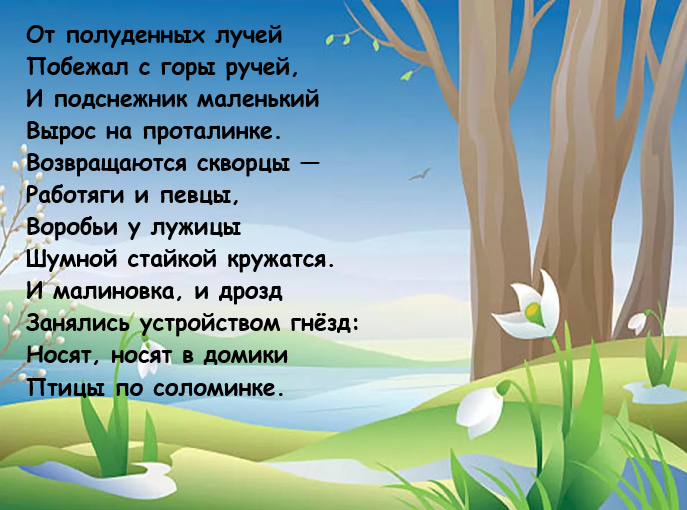 От полуденных лучей
Побежал с горы ручей,
И подснежник маленький
Вырос на проталинке.
Возвращаются скворцы —
Работяги и певцы,
Воробьи у лужицы
Шумной стайкой кружатся.
И малиновка, и дрозд
Занялись устройством гнёзд:
Носят, носят в домики
Птицы по соломинке.